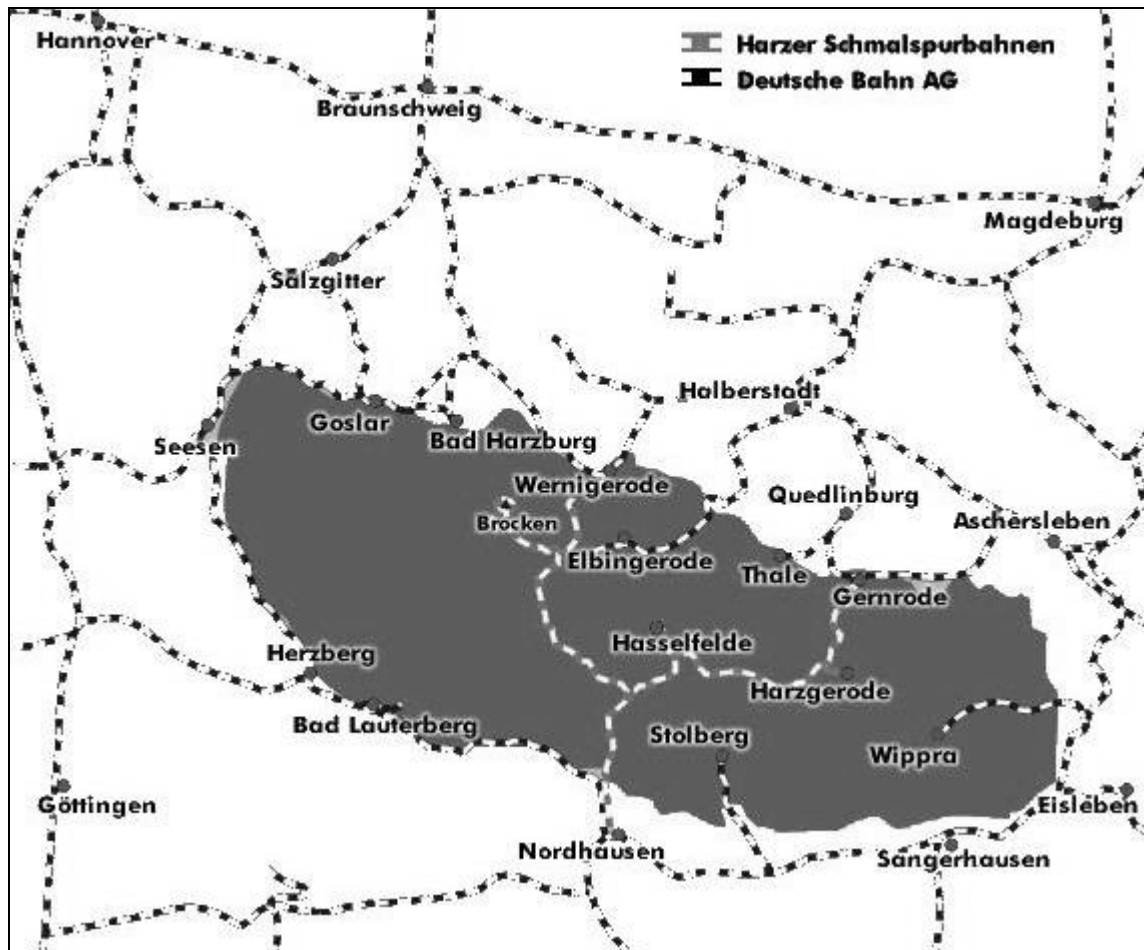 Hannover
Harzer Schmalspurbahnen
Deutsche Bahn AG
Braunschweig
Magdeburg
Salzgitter
Halberstadt
Goslar
Bad Harzburg
Seesen
Wernigerode
Quedlinburg
Brocken
Aschersleben
Elbingerode
Thale
Gernrode
Hasselfelde
Herzberg
Harzgerode
Bad Lauterberg
Stolberg
Wippra
Göttingen
Eisleben
Nordhausen
Sangerhausen